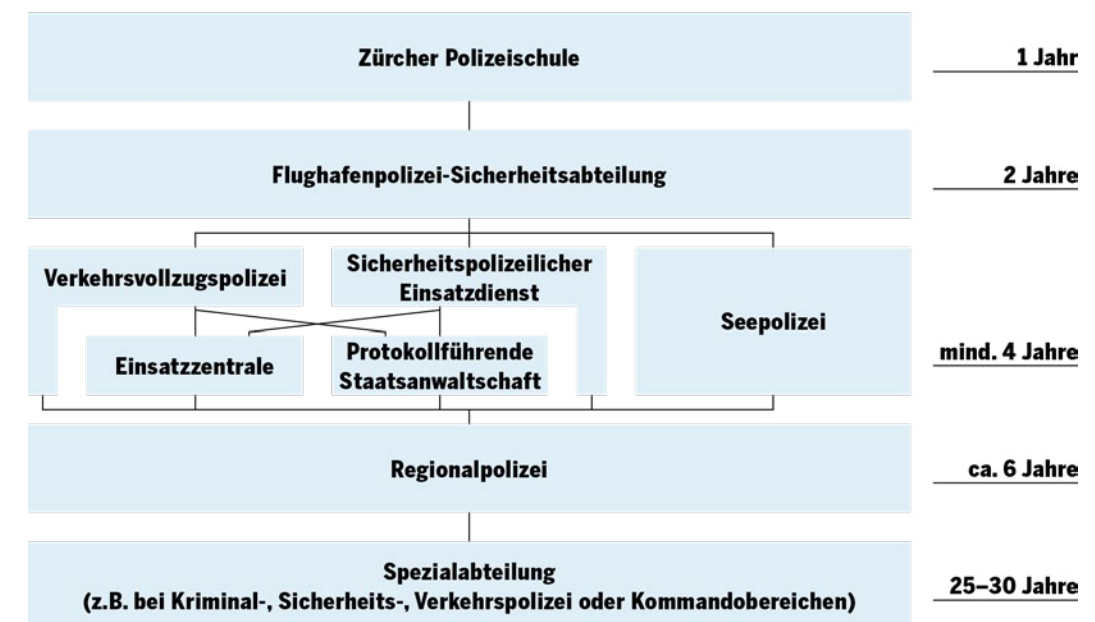 Zürcher Polizeischule
1 Jahr
Flughafenpolizei-Sicherheitsabteilung
2 Jahre
Verkehrsvollzugspolizei
Sicherheitspolizeilicher
Einsatzdienst
Seepolizei
Einsatzzentrale
Protokollführende
Staatsanwaltschaft
mind. 4 Jahre
Regionalpolizei
ca. 6 Jahre
Spezialabteilung
(z.B. bei Kriminal-, Sicherheits-, Verkehrspolizei oder Kommandobereichen)
25–30 Jahre